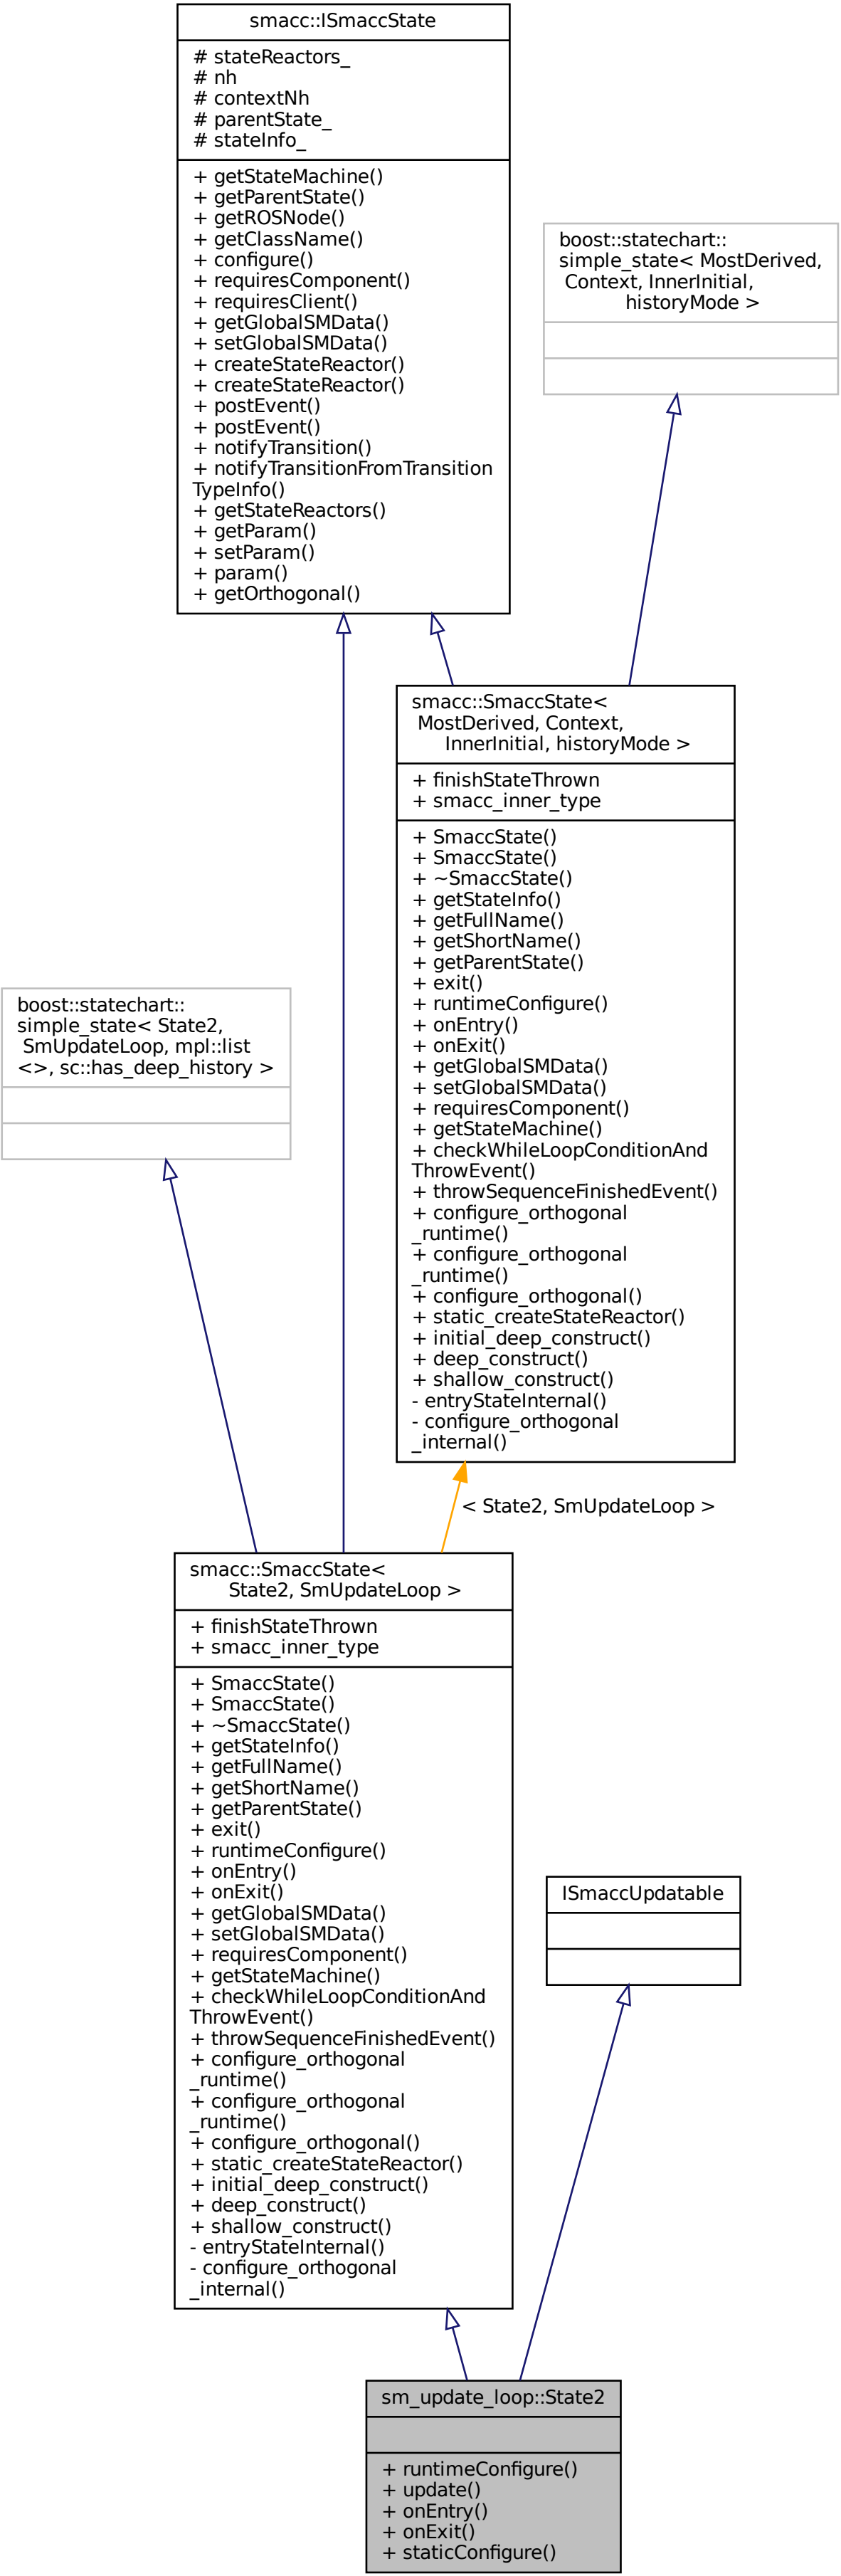 smacc::ISmaccState
# stateReactors_
# nh
# contextNh
# parentState_
# stateInfo_
+ getStateMachine()
+ getParentState()
+ getROSNode()
+ getClassName()
+ configure()
+ requiresComponent()
+ requiresClient()
+ getGlobalSMData()
+ setGlobalSMData()
+ createStateReactor()
+ createStateReactor()
+ postEvent()
+ postEvent()
+ notifyTransition()
+ notifyTransitionFromTransition
TypeInfo()
+ getStateReactors()
+ getParam()
+ setParam()
+ param()
+ getOrthogonal()
boost::statechart::
simple_state< MostDerived,
Context, InnerInitial,
historyMode >
smacc::SmaccState<
MostDerived, Context,
InnerInitial, historyMode >
+ finishStateThrown
+ smacc_inner_type
+ SmaccState()
+ SmaccState()
+ ~SmaccState()
+ getStateInfo()
+ getFullName()
+ getShortName()
+ getParentState()
+ exit()
+ runtimeConfigure()
+ onEntry()
+ onExit()
+ getGlobalSMData()
+ setGlobalSMData()
+ requiresComponent()
+ getStateMachine()
+ checkWhileLoopConditionAnd
ThrowEvent()
+ throwSequenceFinishedEvent()
+ configure_orthogonal
_runtime()
+ configure_orthogonal
_runtime()
+ configure_orthogonal()
+ static_createStateReactor()
+ initial_deep_construct()
+ deep_construct()
+ shallow_construct()
- entryStateInternal()
- configure_orthogonal
_internal()
boost::statechart::
simple_state< State2,
SmUpdateLoop, mpl::list
<>, sc::has_deep_history >
< State2, SmUpdateLoop >
smacc::SmaccState<
State2, SmUpdateLoop >
+ finishStateThrown
+ smacc_inner_type
+ SmaccState()
+ SmaccState()
+ ~SmaccState()
+ getStateInfo()
+ getFullName()
+ getShortName()
+ getParentState()
+ exit()
+ runtimeConfigure()
+ onEntry()
+ onExit()
+ getGlobalSMData()
+ setGlobalSMData()
+ requiresComponent()
+ getStateMachine()
+ checkWhileLoopConditionAnd
ThrowEvent()
+ throwSequenceFinishedEvent()
+ configure_orthogonal
_runtime()
+ configure_orthogonal
_runtime()
+ configure_orthogonal()
+ static_createStateReactor()
+ initial_deep_construct()
+ deep_construct()
+ shallow_construct()
- entryStateInternal()
- configure_orthogonal
_internal()
ISmaccUpdatable
sm_update_loop::State2
+ runtimeConfigure()
+ update()
+ onEntry()
+ onExit()
+ staticConfigure()